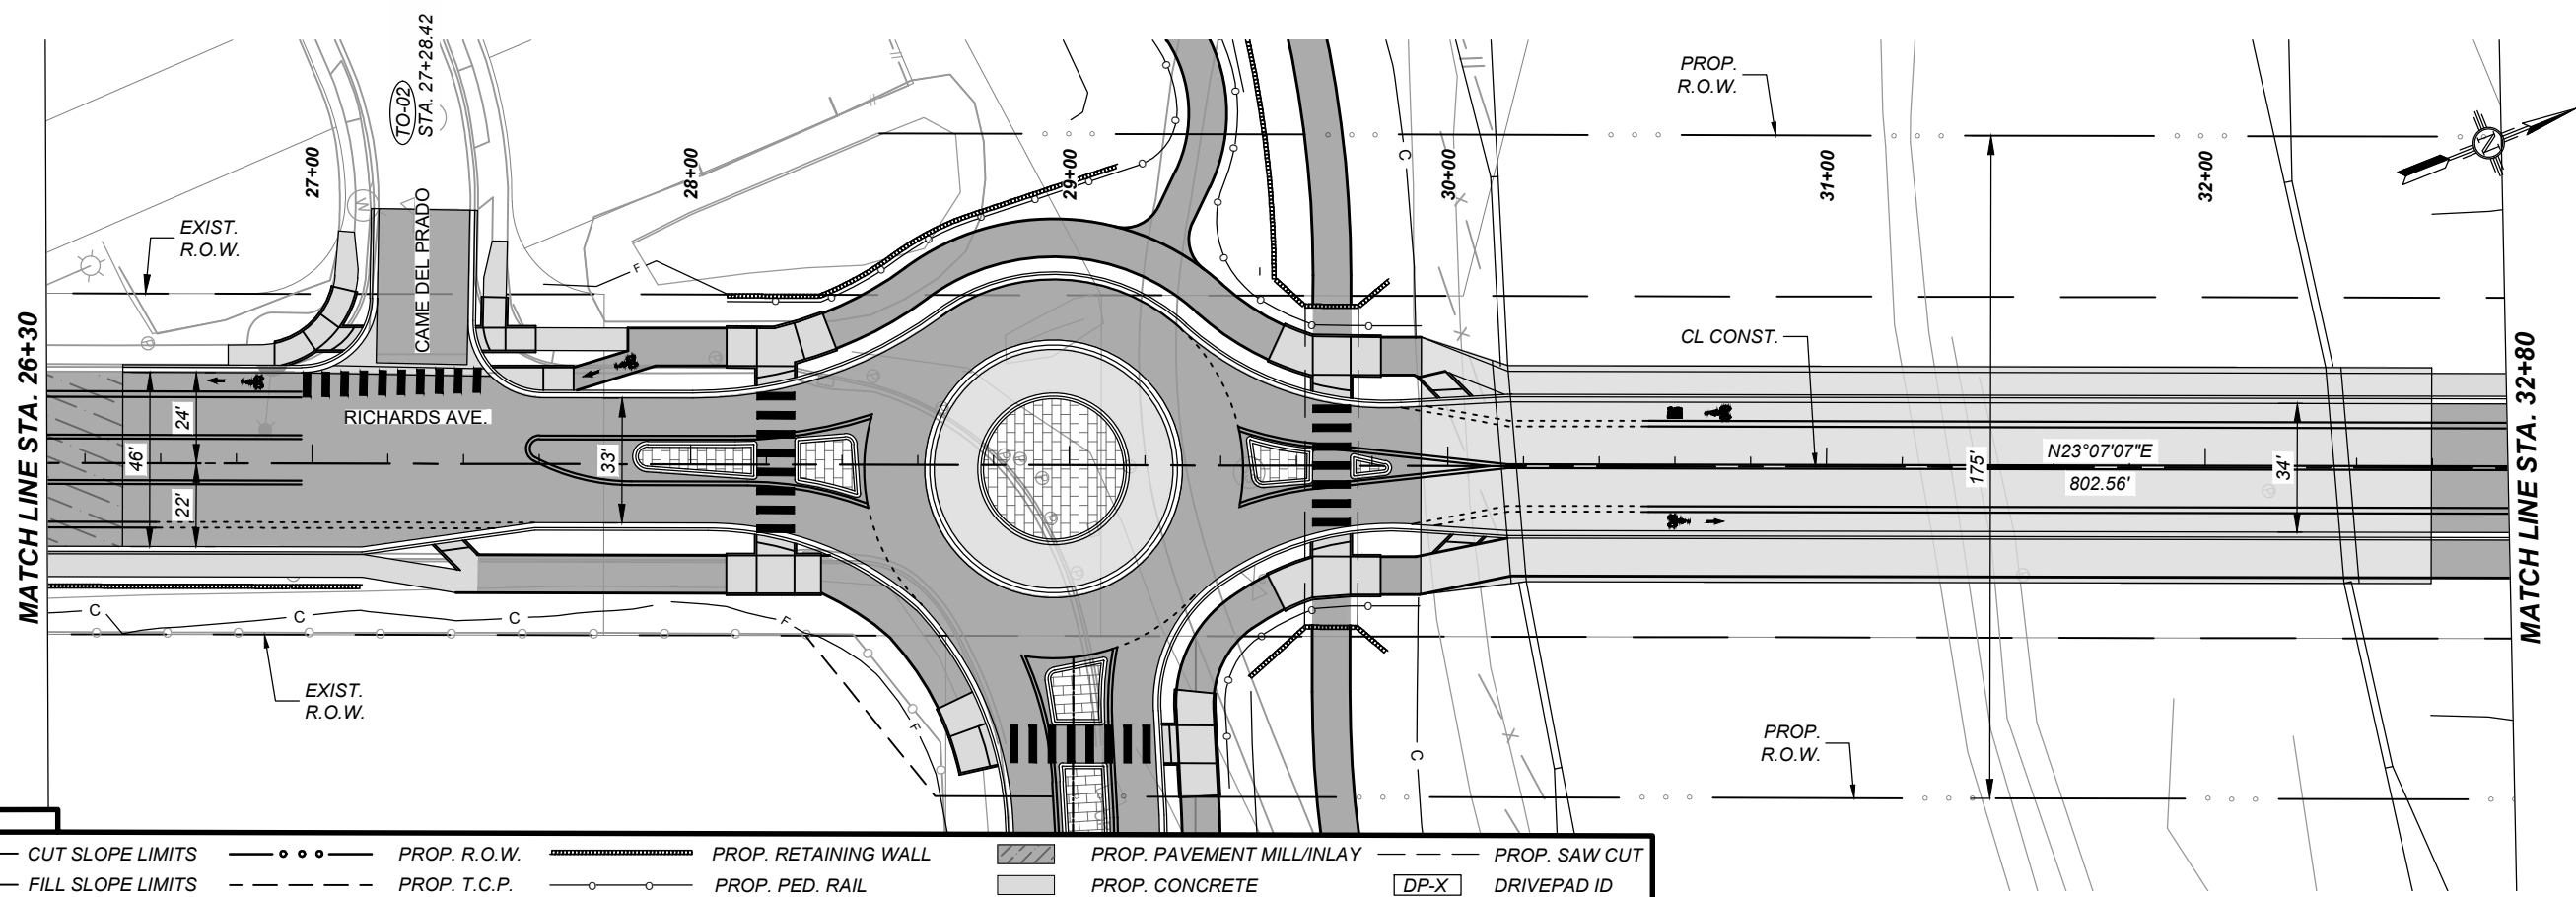 TO-02
STA. 27+28.42
27+00
28+00
29+00
30+00
31+00
32+00
PROP.
R.O.W.
N
EXIST.
R.O.W.
CAME DEL PRADO
F
C
MATCH LINE STA. 26+30
RICHARDS AVE.
24'
46'
22'
33'
CL CONST.
N23°07'07"E
802.56'
175'
34'
MATCH LINE STA. 32+80
C
C
C
F
F
EXIST.
R.O.W.
C
PROP.
R.O.W.
CUT SLOPE LIMITS
PROP. R.O.W.
PROP. RETAINING WALL
PROP. PAVEMENT MILL/INLAY
PROP. SAW CUT
FILL SLOPE LIMITS
PROP. T.C.P.
PROP. PED. RAIL
PROP. CONCRETE
DP-X
DRIVEPAD ID